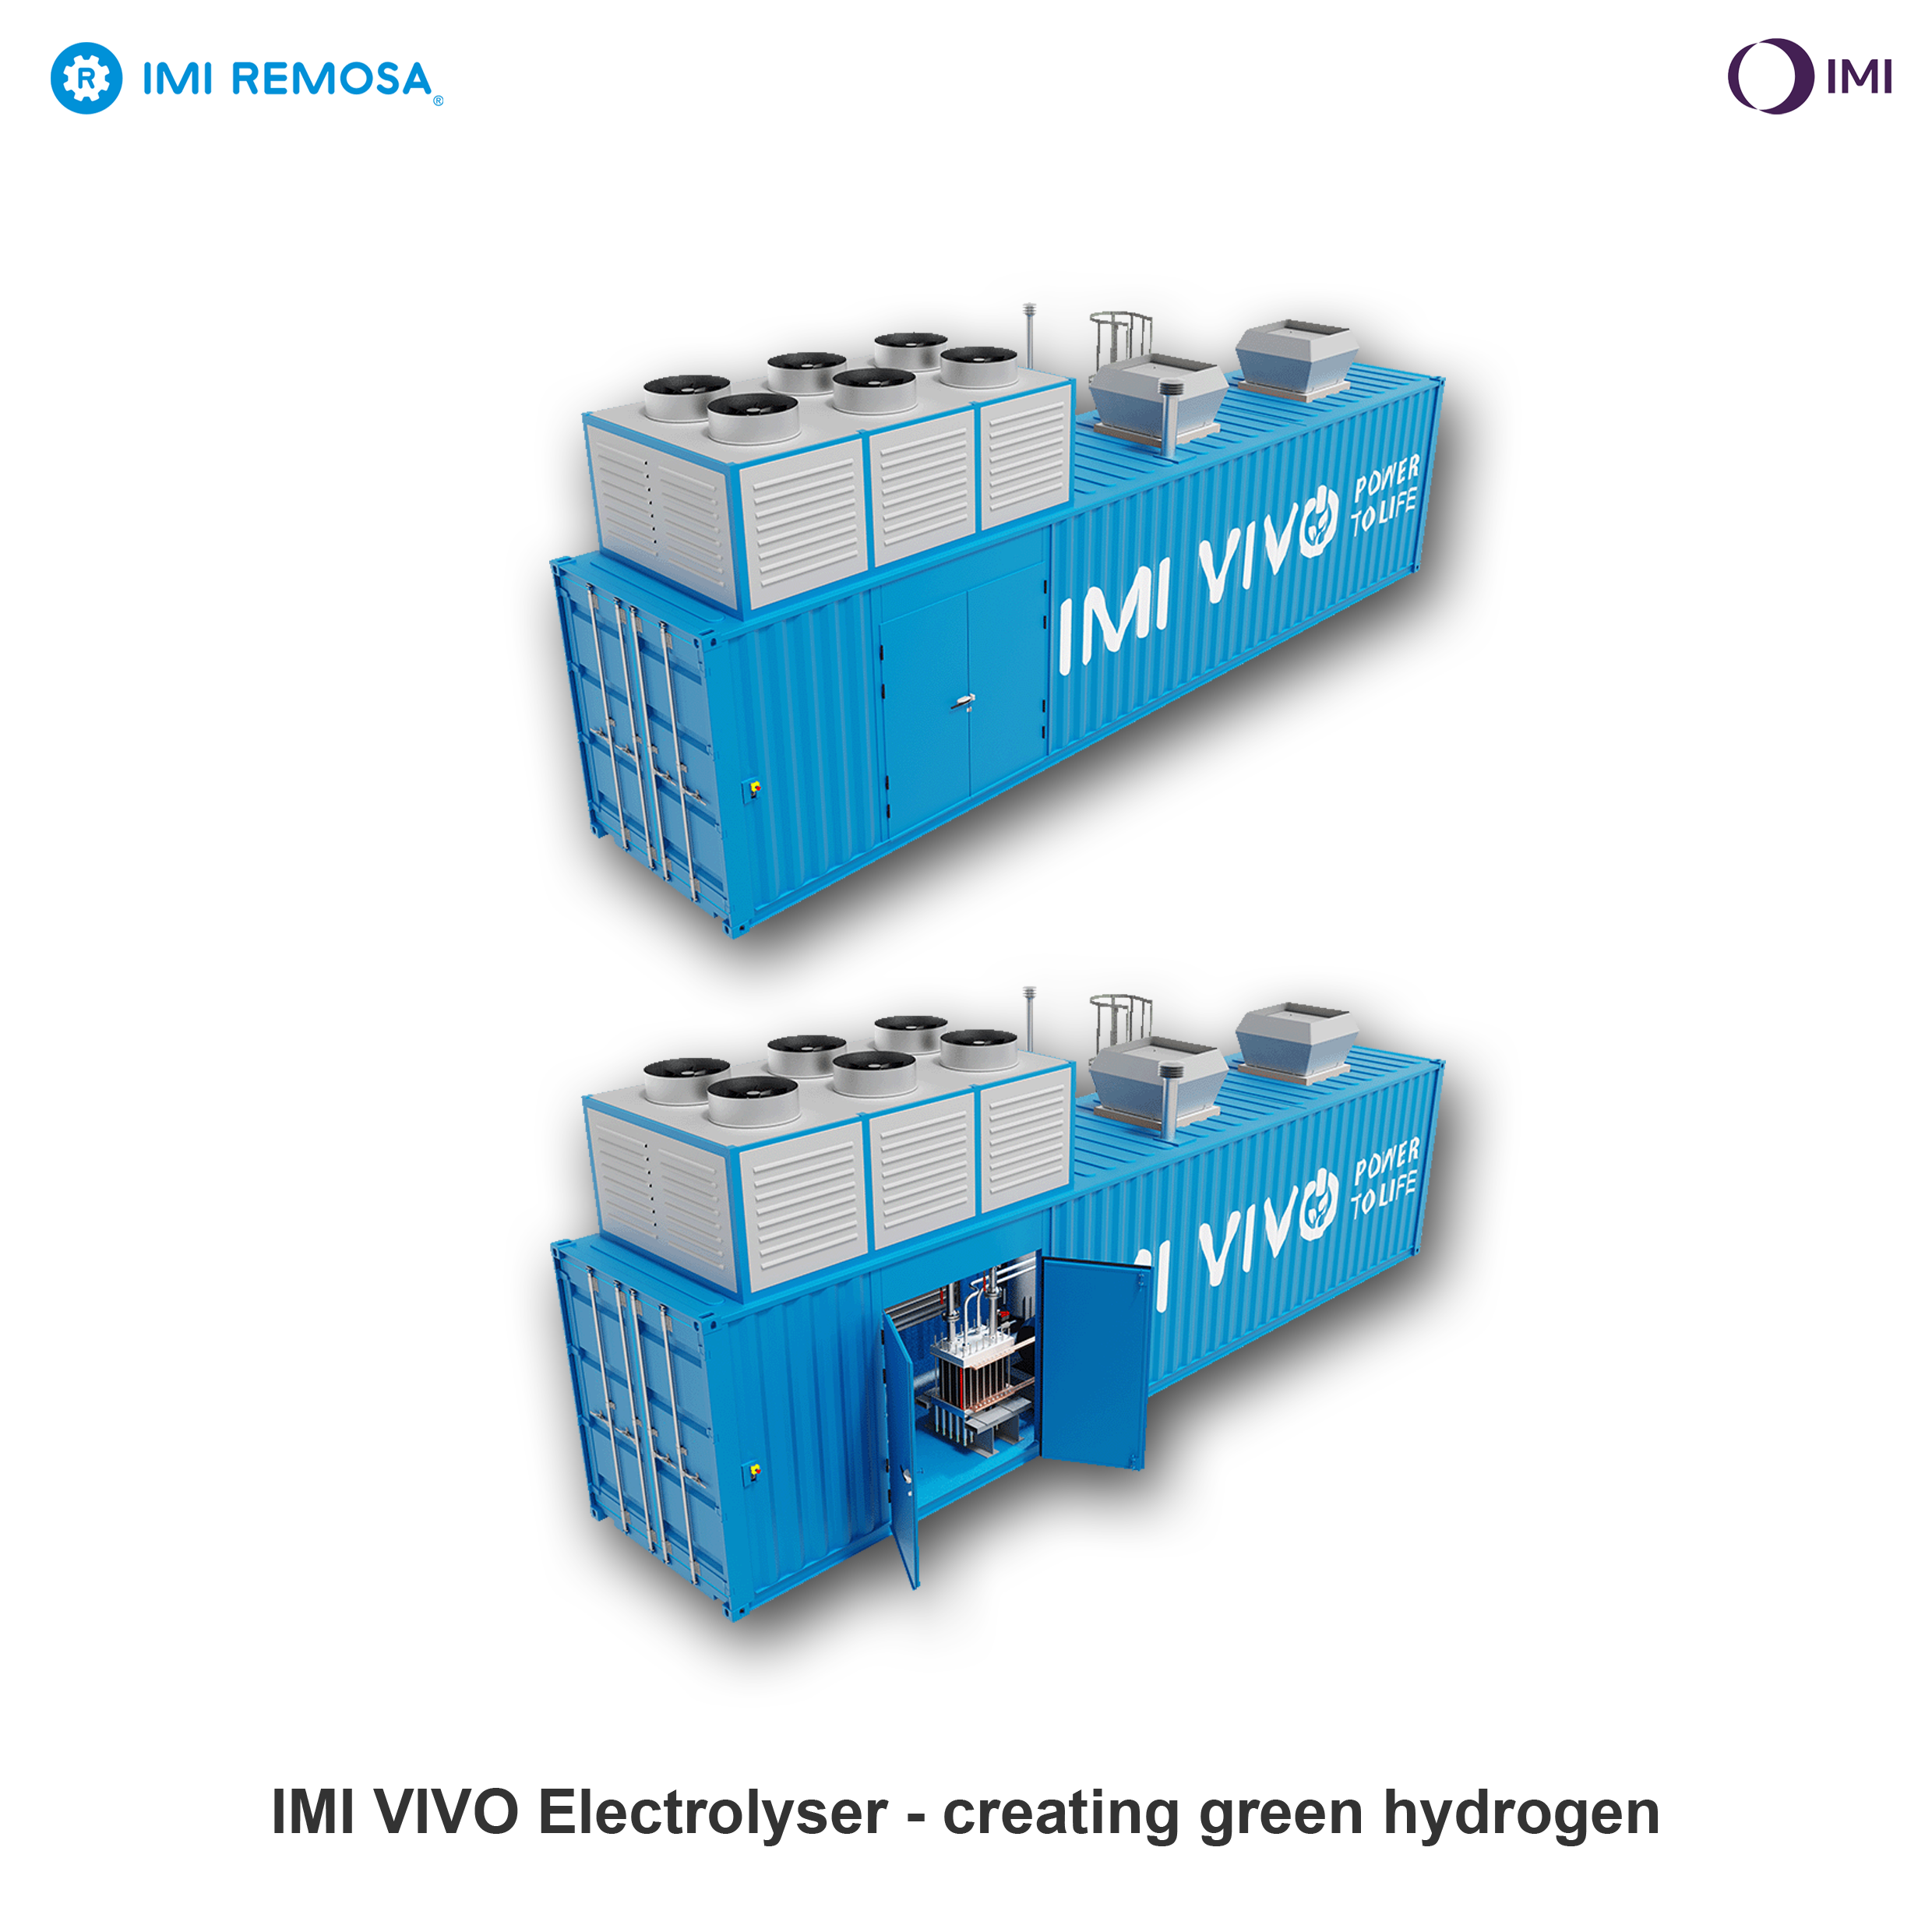 R IMI REMOSA®
IMI
IMI VIVO POWER
TO LIFE
I VIVO POWER
TO LIFE
IMI VIVO Electrolyser - creating green hydrogen